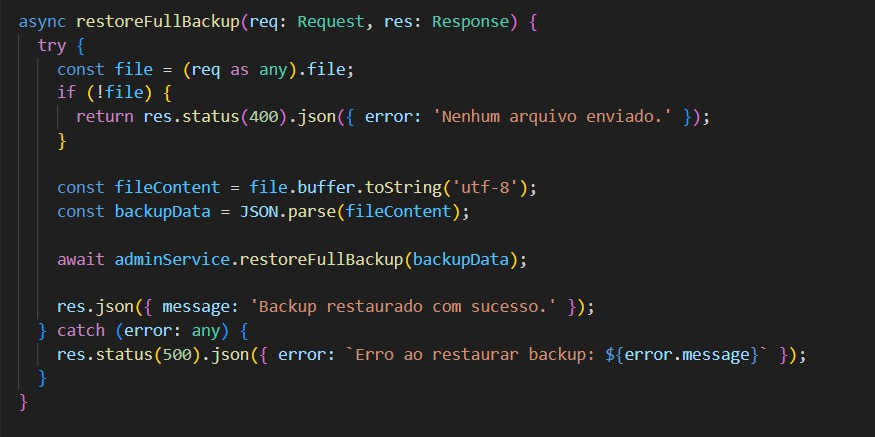 async restoreFullBackup(req: Request, res: Response) {
try {
const file = (req as any).file;
if (!file) {
return res.status(400).json({ error: 'Nenhum arquivo enviado.' });
}
const fileContent = file.buffer.toString('utf-8');
const backupData = JSON.parse(fileContent);
await adminService.restoreFullBackup(backupData);
res.json({ message: 'Backup restaurado com sucesso.' });
} catch (error: any) {
res.status(500).json({ error: `Erro ao restaurar backup: ${error.message}` });
}
}